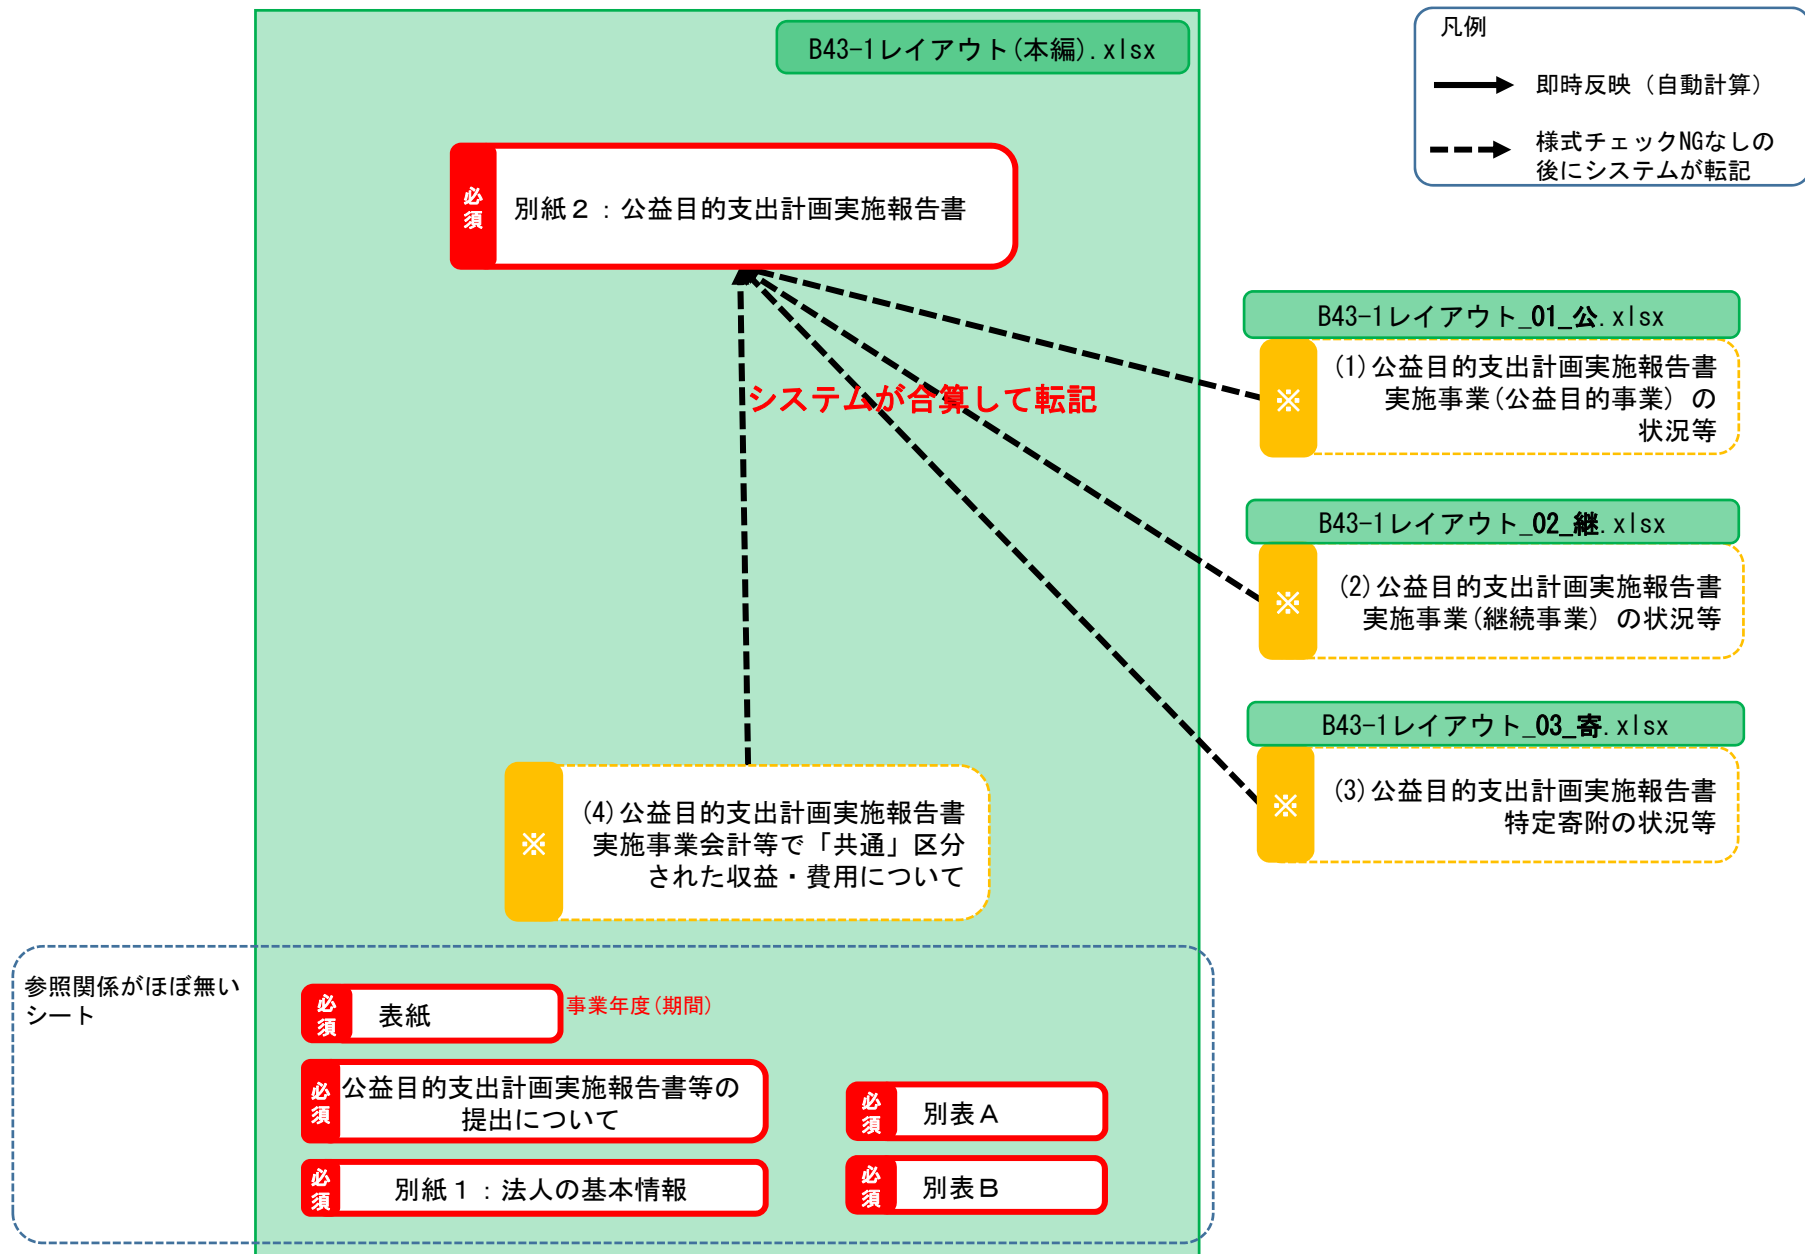 B43-1レイアウト(本編).xlsx
凡例
即時反映（自動計算）
様式チェックNGなしの
後にシステムが転記
必須
別紙２：公益目的支出計画実施報告書
システムが合算して転記
B43-1レイアウト_01_公.xlsx
※
(1)公益目的支出計画実施報告書
実施事業(公益目的事業）の
状況等
B43-1レイアウト_02_継.xlsx
※
(2)公益目的支出計画実施報告書
実施事業(継続事業）の状況等
B43-1レイアウト_03_寄.xlsx
※
(3)公益目的支出計画実施報告書
特定寄附の状況等
※
(4)公益目的支出計画実施報告書
実施事業会計等で「共通」区分
された収益・費用について
参照関係がほぼ無い
シート
必須
表紙
事業年度(期間)
必須
公益目的支出計画実施報告書等の
提出について
必須
別紙１：法人の基本情報
必須
別表Ａ
必須
別表Ｂ